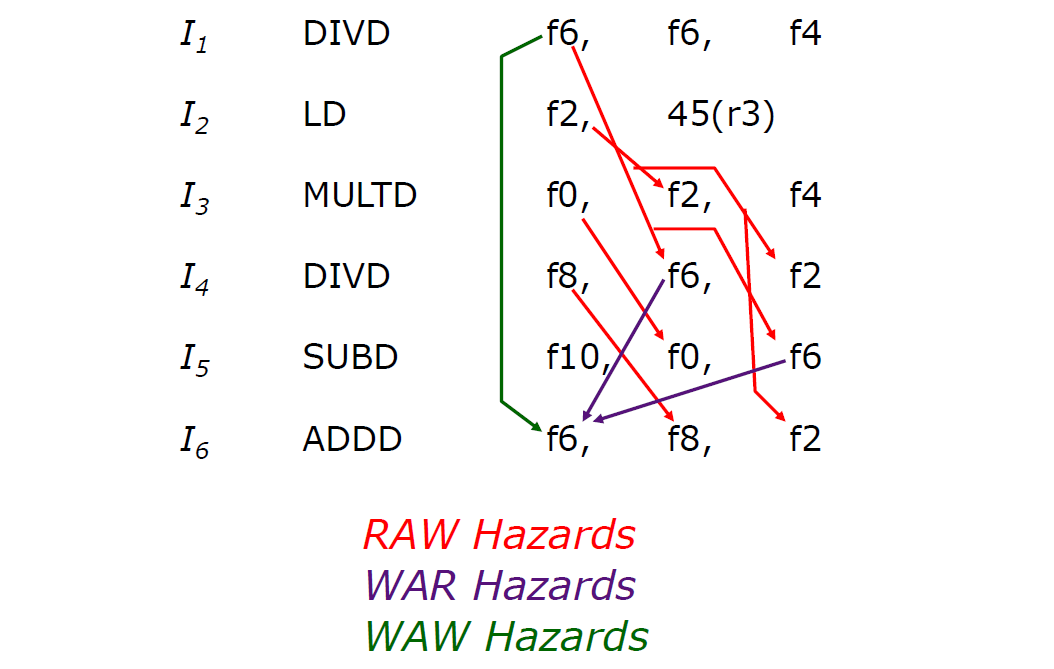 I1 DIVD f6, f6, f4
I2 LD f2, 45(r3)
I3 MULTD f0, f2, f4
I4 DIVD f8, f6, f2
I5 SUBD f10, f0, f6
I6 ADDD f6, f8, f2
RAW Hazards
WAR Hazards
WAW Hazards